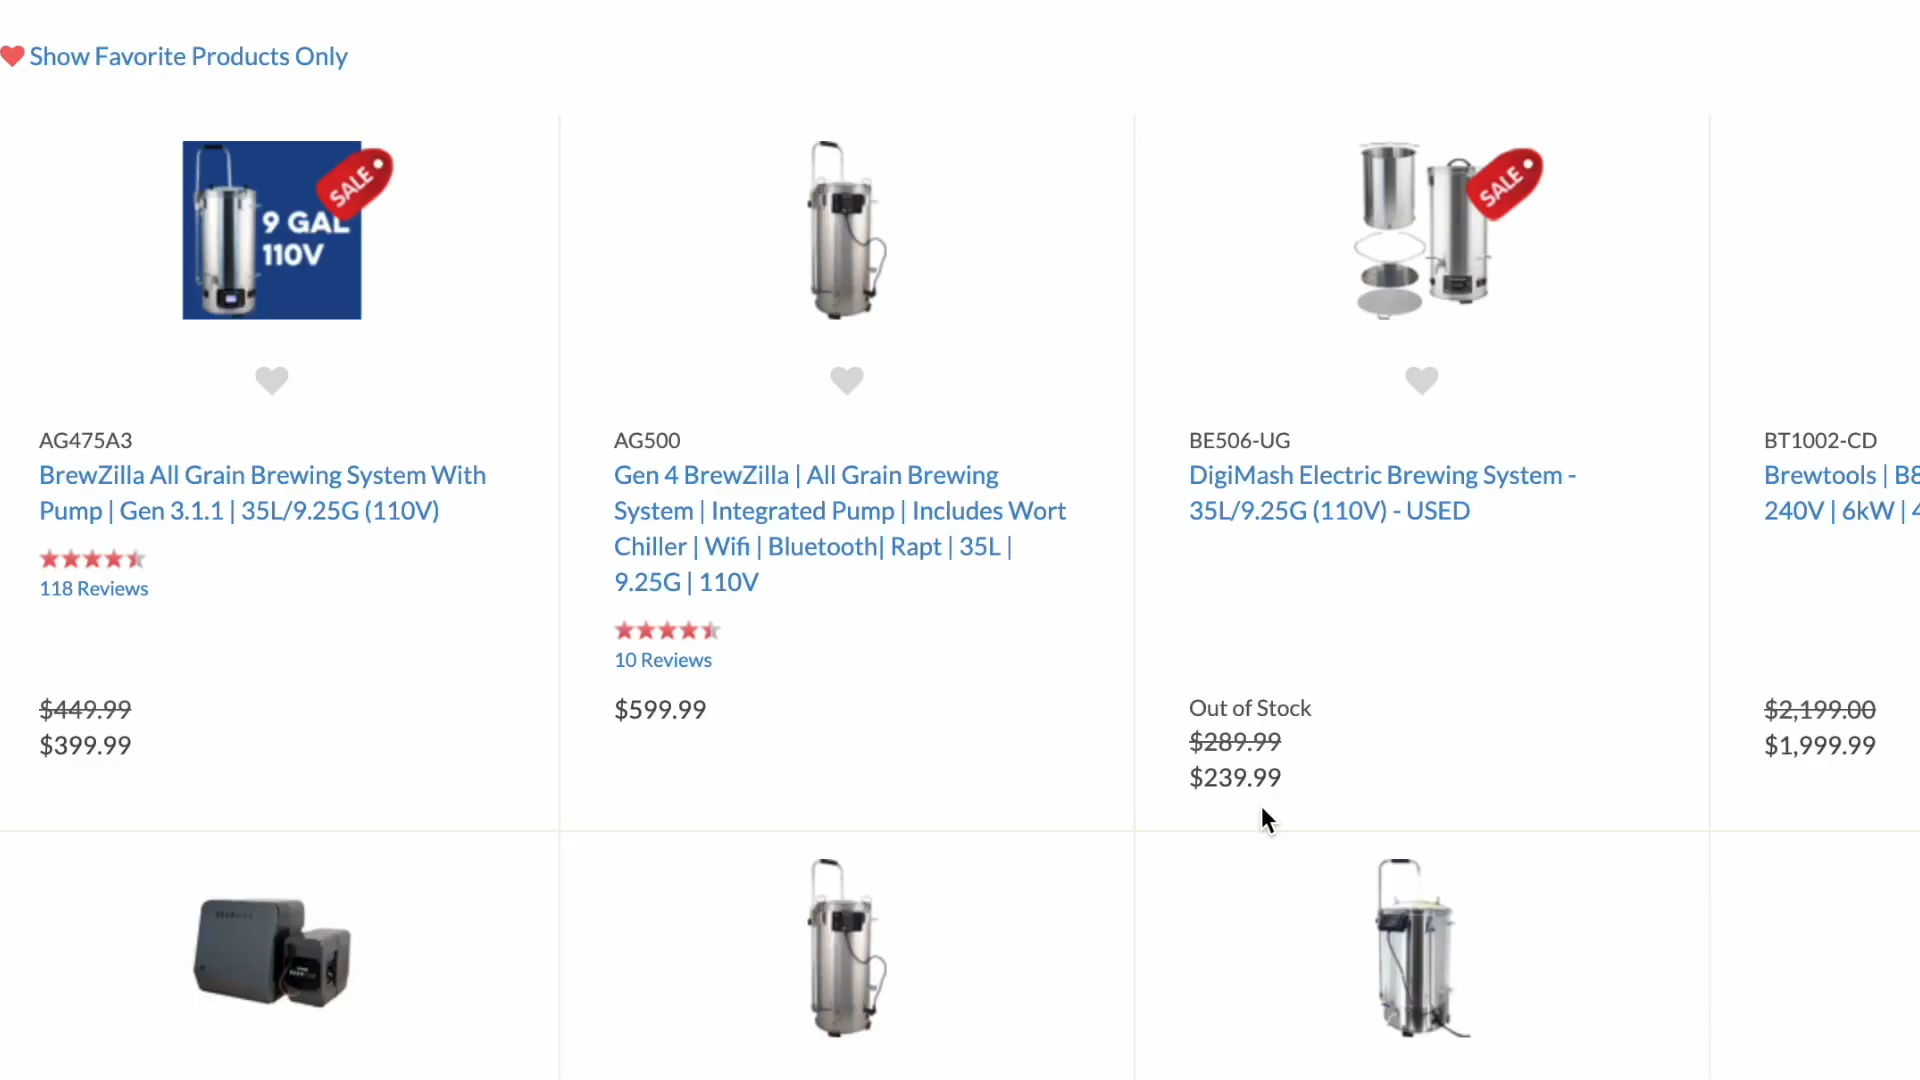 Show Favorite Products Only
SALE
9 GAL
110V
SALE
AG475A3
BrewZilla All Grain Brewing System With
Pump | Gen 3.1.1 | 35L/9.25G (110V)
118 Reviews
$449.99
$399.99
AG500
Gen 4 BrewZilla | All Grain Brewing
System | Integrated Pump | Includes Wort
Chiller | Wifi | Bluetooth| Rapt | 35L |
9.25G | 110V
10 Reviews
$599.99
BE506-UG
DigiMash Electric Brewing System -
35L/9.25G (110V) - USED
Out of Stock
$289.99
$239.99
BT1002-CD
Brewtools | B8
240V | 6kW | 4
$2,199.00
$1,999.99